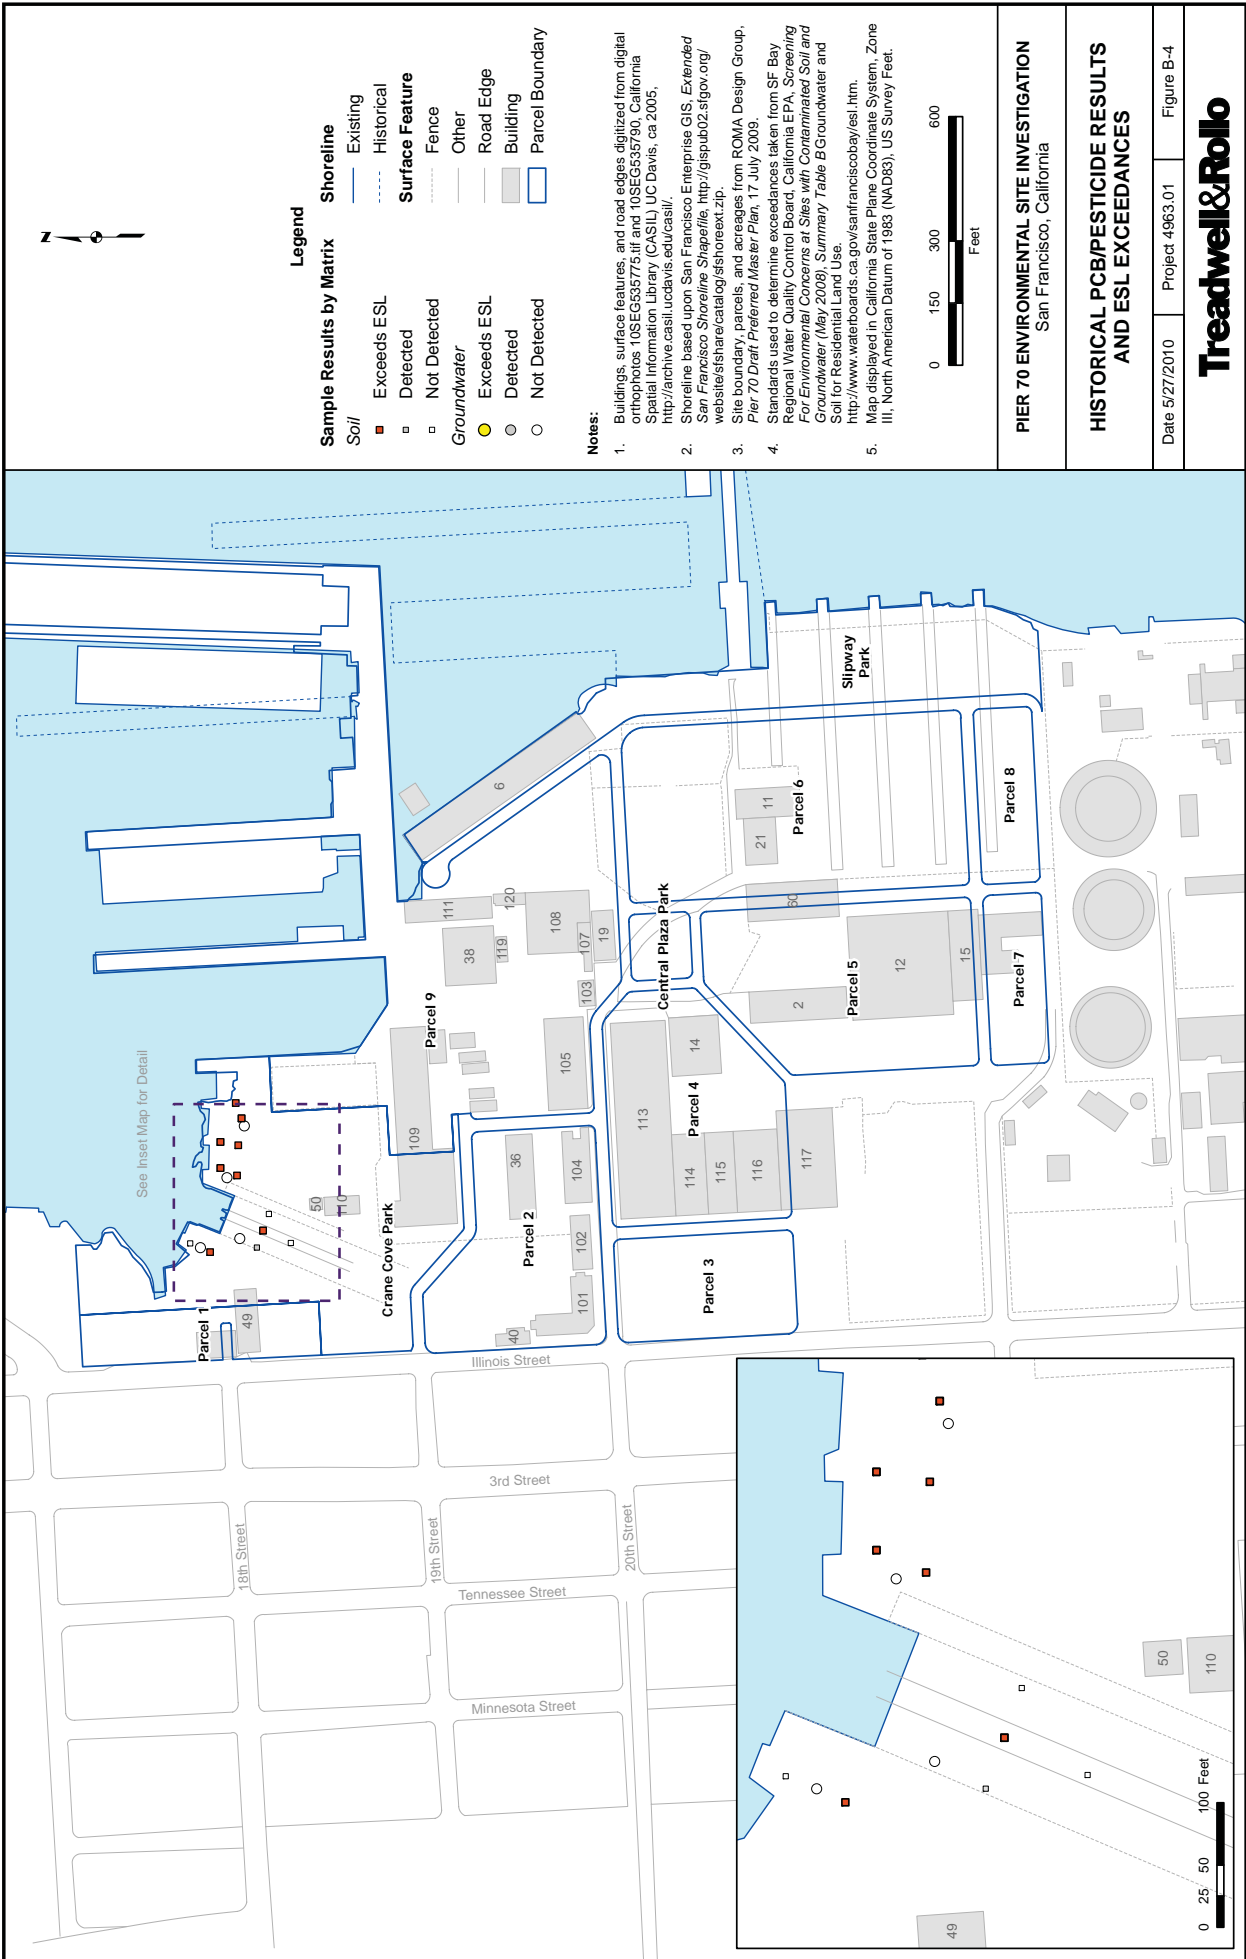 See Inset Map for Detail
Parcel 1
49
50
110
Crane Cove Park
109
Parcel 9
38
111
119
120
108
107
19
103
105
6
36
104
Parcel 2
102
101
40
Illinois Street
3rd Street
Tennessee Street
Minnesota Street
18th Street
19th Street
20th Street
113
14
Parcel 4
114
115
116
117
Parcel 3
Central Plaza Park
2
Parcel 5
12
15
60
Parcel 7
21
11
Parcel 6
Parcel 8
Slipway
Park
49
50
110
0 25 50 100 Feet
N
Legend
Sample Results by Matrix
Soil
Exceeds ESL
Detected
Not Detected
Groundwater
Exceeds ESL
Detected
Not Detected
Shoreline
Existing
Historical
Surface Feature
Fence
Other
Road Edge
Building
Parcel Boundary
Notes:
1. Buildings, surface features, and road edges digitized from digital
orthophotos 10SEG535775.tif and 10SEG535790, California
Spatial Information Library (CASIL) UC Davis, ca 2005,
http://archive.casil.ucdavis.edu/casil/.
2. Shoreline based upon San Francisco Enterprise GIS, Extended
San Francisco Shoreline Shapefile, http://gispub02.sfgov.org/
website/sfshare/catalog/sfshoreext.zip.
3. Site boundary, parcels, and acreages from ROMA Design Group,
Pier 70 Draft Preferred Master Plan, 17 July 2009.
4. Standards used to determine exceedances taken from SF Bay
Regional Water Quality Control Board, California EPA, Screening
For Environmental Concerns at Sites with Contaminated Soil and
Groundwater (May 2008), Summary Table B Groundwater and
Soil for Residential Land Use.
http://www.waterboards.ca.gov/sanfranciscobay/esl.htm.
5. Map displayed in California State Plane Coordinate System, Zone
III, North American Datum of 1983 (NAD83), US Survey Feet.
0 150 300 600
Feet
PIER 70 ENVIRONMENTAL SITE INVESTIGATION
San Francisco, California
HISTORICAL PCB/PESTICIDE RESULTS
AND ESL EXCEEDANCES
Date 5/27/2010 Project 4963.01 Figure B-4
Treadwell&Rollo